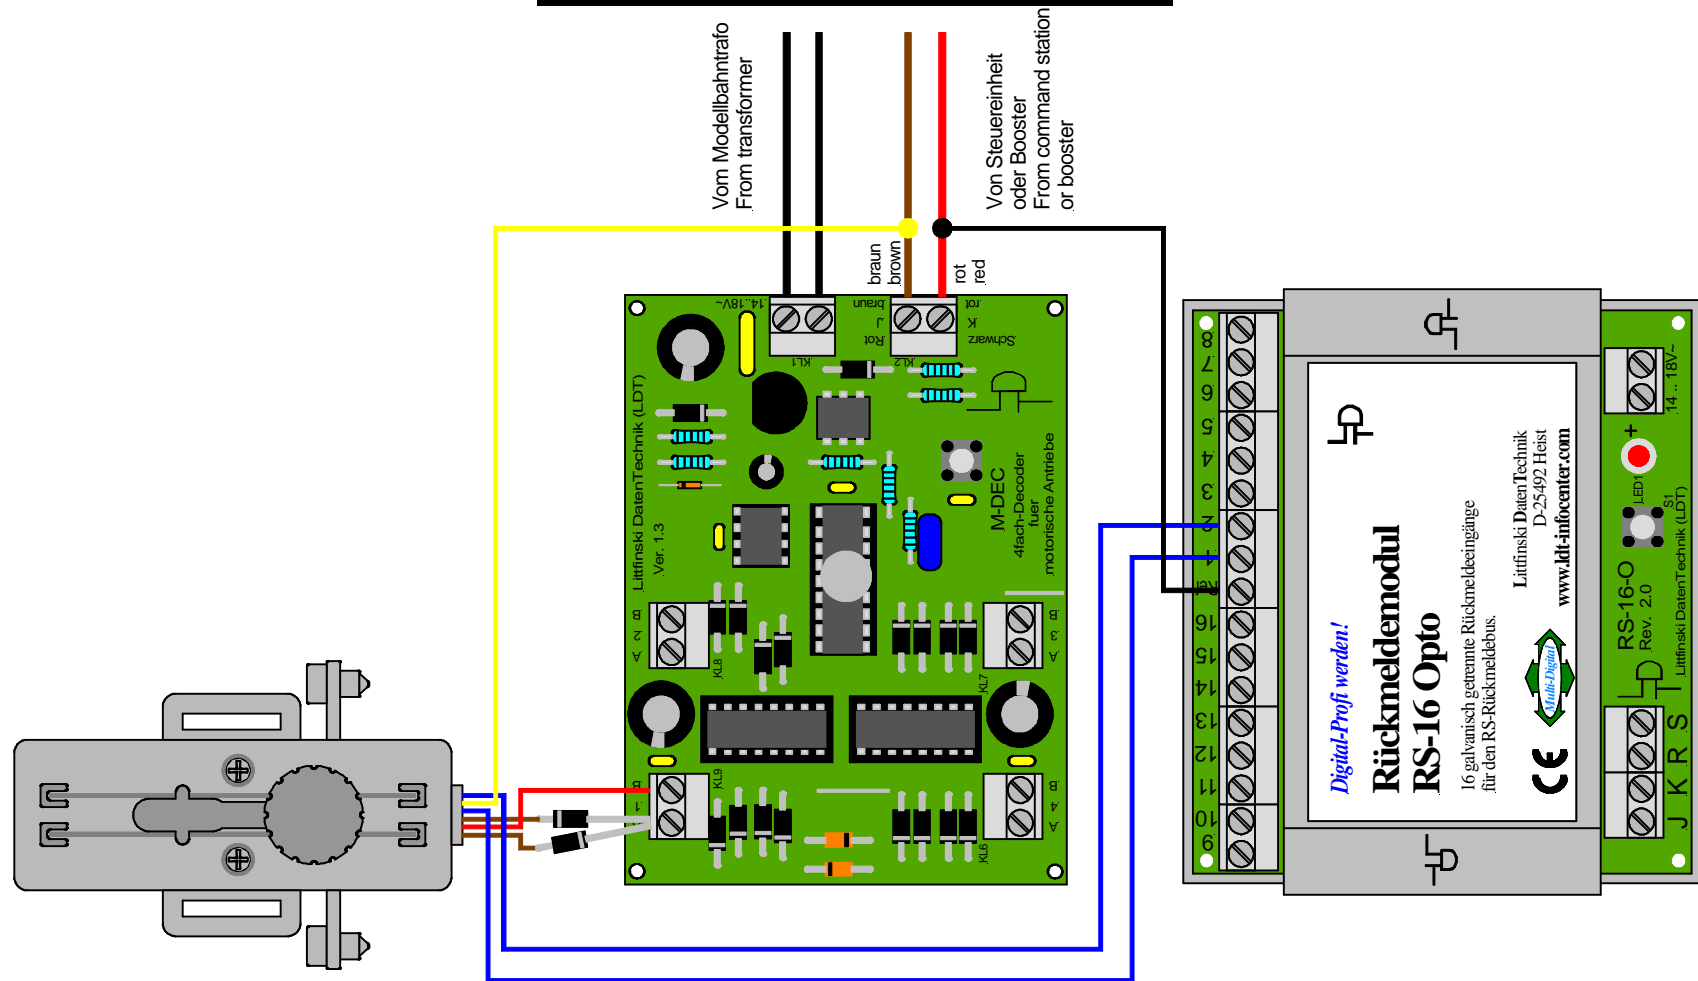 Vom Modellbahntrafo
From transformer
Von Steuereinheit
oder Booster
From command station
or booster
braun
brown
rot
red
14..18V~
KL1
braun
J
Rot
KL2
rot
K
Schwarz
Littfinski DatenTechnik (LDT)
Ver. 1.3
M-DEC
4fach-Decoder
fuer
motorische Antriebe
B
2
A
KL8
B
3
A
KL7
B
1
KL9
B
4
A
KL6
8
7
6
5
4
3
2
1
16
15
14
13
12
11
10
9
Digital-Profi werden!
Rückmeldemodul
RS-16 Opto
16 galvanisch getrennte Rückmeldeeingänge
für den RS-Rückmeldebus.
Littfinski DatenTechnik
D-25492 Heist
www.ldt-infocenter.com
Multi-Digital
CE
14 .. 18V~
+
LED1
S1
RS-16-O
Rev. 2.0
Littfinski DatenTechnik (LDT)
J K R S